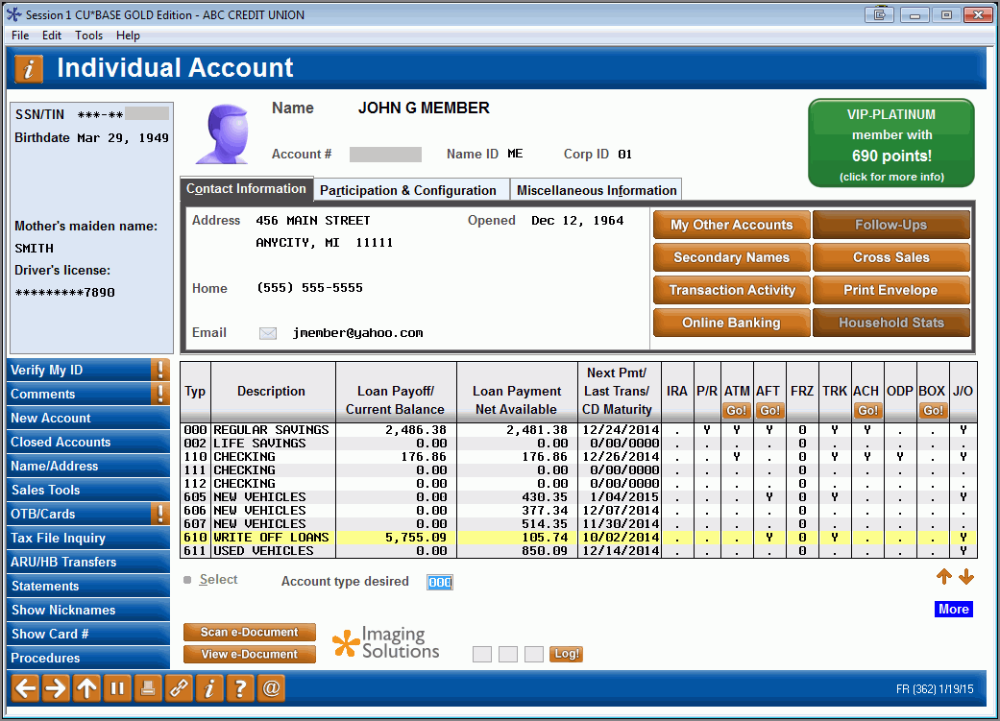 Session 1 CU*BASE GOLD Edition - ABC CREDIT UNION
File Edit Tools Help
i Individual Account
SSN/TIN ***-**
Birthdate Mar 29, 1949
Mother's maiden name:
SMITH
Driver's license:
*********7890
Name JOHN G MEMBER
Account # Name ID ME Corp ID 01
VIP-PLATINUM
member with
690 points!
(click for more info)
Contact Information Participation & Configuration Miscellaneous Information
Address 456 MAIN STREET Opened Dec 12, 1964
ANYCITY, MI 11111
Home (555) 555-5555
Email jmember@yahoo.com
My Other Accounts Follow-Ups
Secondary Names Cross Sales
Transaction Activity Print Envelope
Online Banking Household Stats
Verify My ID !
Comments !
New Account
Closed Accounts
Name/Address
Sales Tools
OTB/Cards !
Tax File Inquiry
ARU/HB Transfers
Statements
Show Nicknames
Show Card #
Procedures
Next Pmt/
Typ Description Loan Payoff/ Loan Payment Last Trans/ IRA P/R ATM AFT FRZ TRK ACH ODP BOX J/O
Current Balance Net Available CD Maturity Go! Go! Go! Go!
000 REGULAR SAVINGS 2,486.38 2,481.38 12/24/2014 . Y Y Y 0 Y Y . . Y
002 LIFE SAVINGS 0.00 0.00 0/00/0000 . . . . 0 . . . . .
110 CHECKING 176.86 176.86 12/26/2014 . . Y . 0 Y Y Y . Y
111 CHECKING 0.00 0.00 0/00/0000 . . . . 0 . . . . .
112 CHECKING 0.00 0.00 0/00/0000 . . . . 0 . . . . .
605 NEW VEHICLES 0.00 430.35 1/04/2015 . . . Y 0 Y . . . Y
606 NEW VEHICLES 0.00 377.34 12/07/2014 . . . . 0 . . . . .
607 NEW VEHICLES 0.00 514.35 11/30/2014 . . . . 0 . . . . .
610 WRITE OFF LOANS 5,755.09 105.74 10/02/2014 . . . Y 0 Y . . . Y
611 USED VEHICLES 0.00 850.09 12/14/2014 . . . . 0 . . . . Y
Select Account type desired 000
More
Scan e-Document
View e-Document
Imaging
Solutions
Log!
i ? @
FR (362) 1/19/15